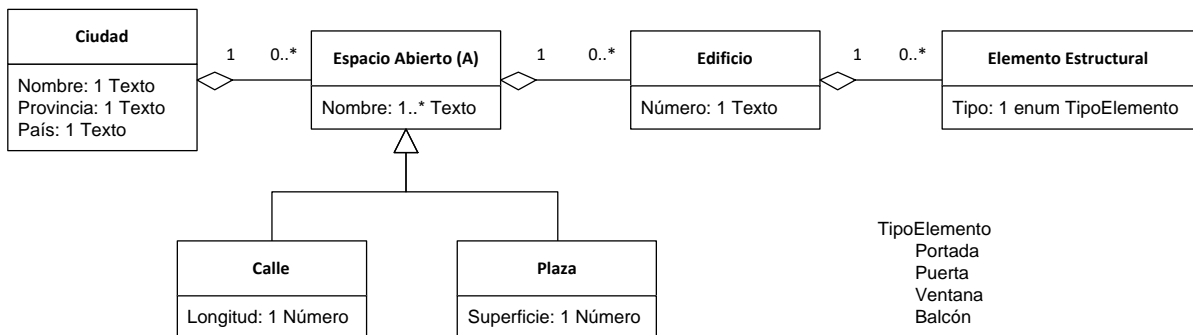 Ciudad
Nombre: 1 Texto
Provincia: 1 Texto
País: 1 Texto
1 0..*
Espacio Abierto (A)
Nombre: 1..* Texto
1 0..*
Edificio
Número: 1 Texto
1 0..*
Elemento Estructural
Tipo: 1 enum TipoElemento
Calle
Longitud: 1 Número
Plaza
Superficie: 1 Número
TipoElemento
Portada
Puerta
Ventana
Balcón